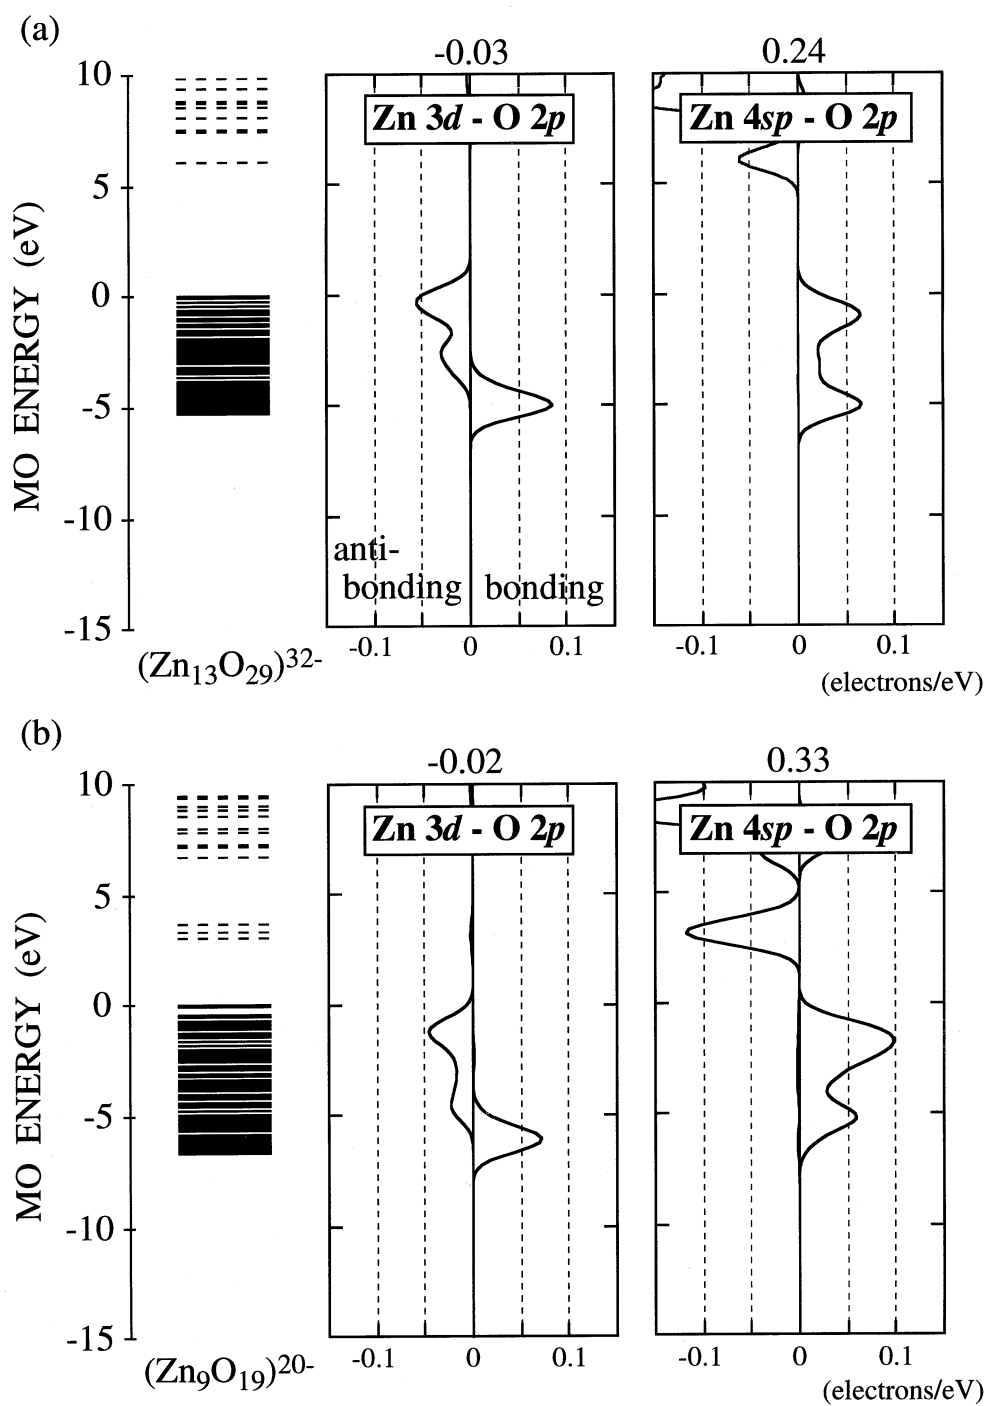 (a)
-0.03
0.24
10
5
0
-5
-10
-15
MO ENERGY (eV)
(Zn13O29)32-
Zn 3d - O 2p
anti-
bonding
bonding
-0.1
0
0.1
Zn 4sp - O 2p
-0.1
0
0.1
(electrons/eV)
(b)
-0.02
0.33
10
5
0
-5
-10
-15
MO ENERGY (eV)
(Zn9O19)20-
Zn 3d - O 2p
-0.1
0
0.1
Zn 4sp - O 2p
-0.1
0
0.1
(electrons/eV)